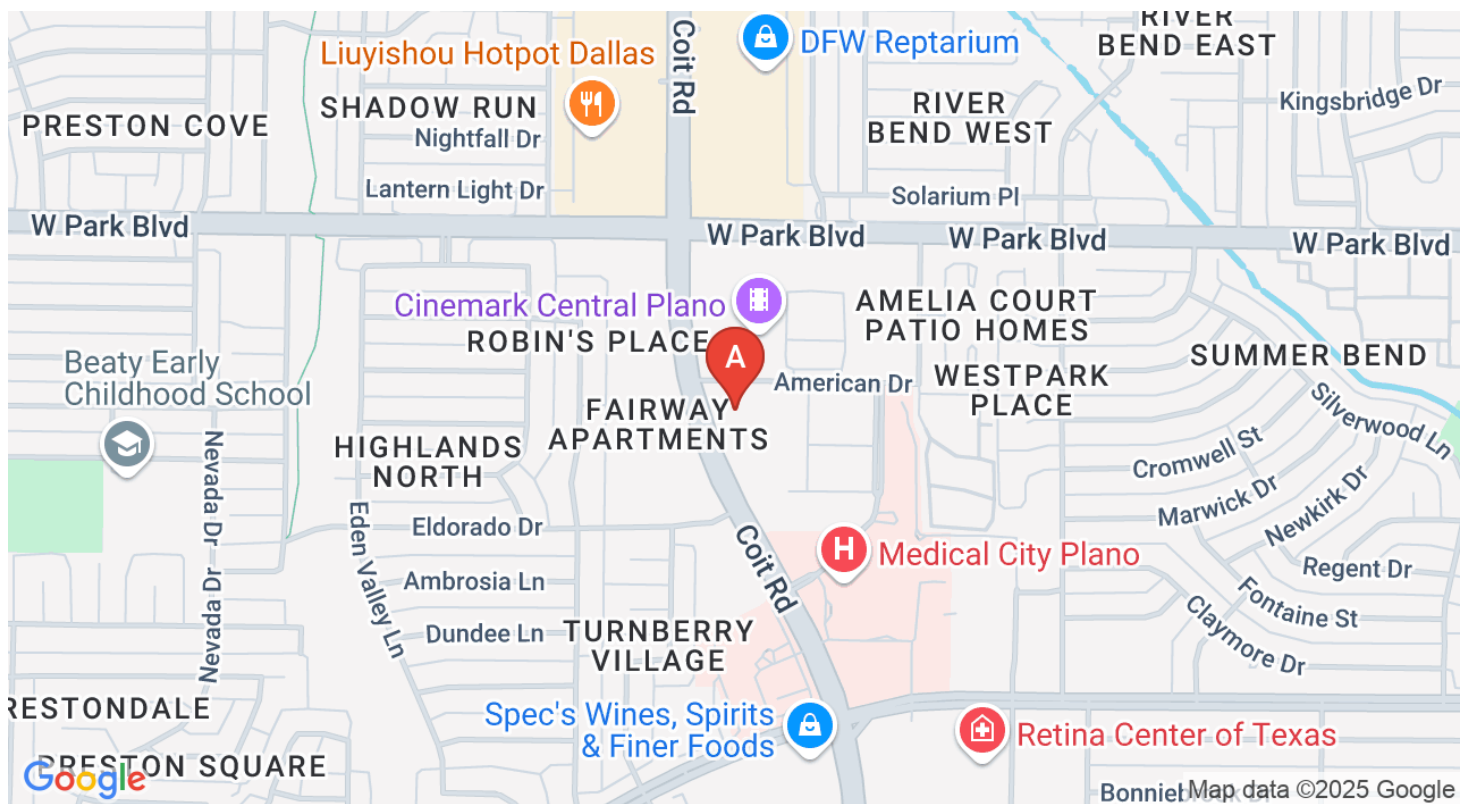 RIVER
BEND EAST
Coit Rd
DFW Reptarium
Liuyishou Hotpot Dallas
SHADOW RUN
PRESTON COVE
Nightfall Dr
RIVER
BEND WEST
Kingsbridge Dr
Lantern Light Dr
Solarium Pl
W Park Blvd
W Park Blvd
W Park Blvd
W Park Blvd
Cinemark Central Plano
ROBIN'S PLACE
A
AMELIA COURT
PATIO HOMES
SUMMER BEND
Beaty Early
Childhood School
American Dr
WESTPARK
PLACE
FAIRWAY
APARTMENTS
Silverwood Ln
HIGHLANDS
NORTH
Nevada Dr
Cromwell St
Marwick Dr
Newkirk Dr
Eden Valley Ln
Eldorado Dr
Coit Rd
H
Medical City Plano
Regent Dr
Ambrosia Ln
Fontaine St
Nevada Dr
Dundee Ln
TURNBERRY
VILLAGE
Claymore Dr
RESTONDALE
Spec's Wines, Spirits
& Finer Foods
Retina Center of Texas
PRESTON SQUARE
Google
Map data ©2025 Google